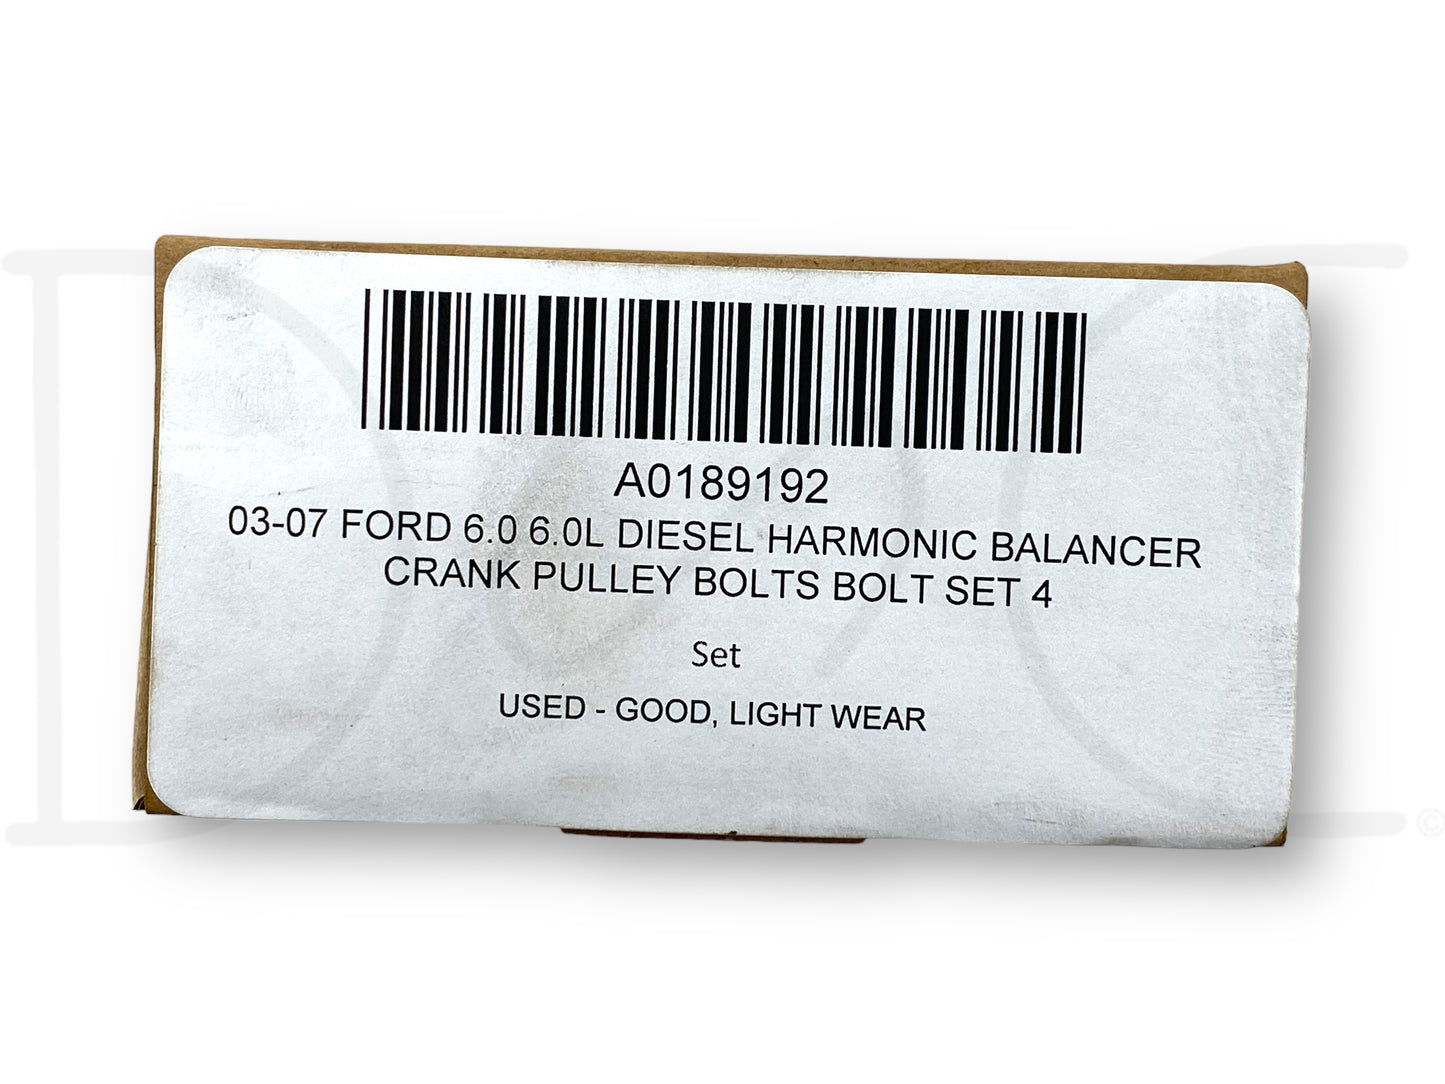 A0189192
03-07 FORD 6.0 6.0L DIESEL HARMONIC BALANCER
CRANK PULLEY BOLTS BOLT SET 4
Set
USED - GOOD, LIGHT WEAR